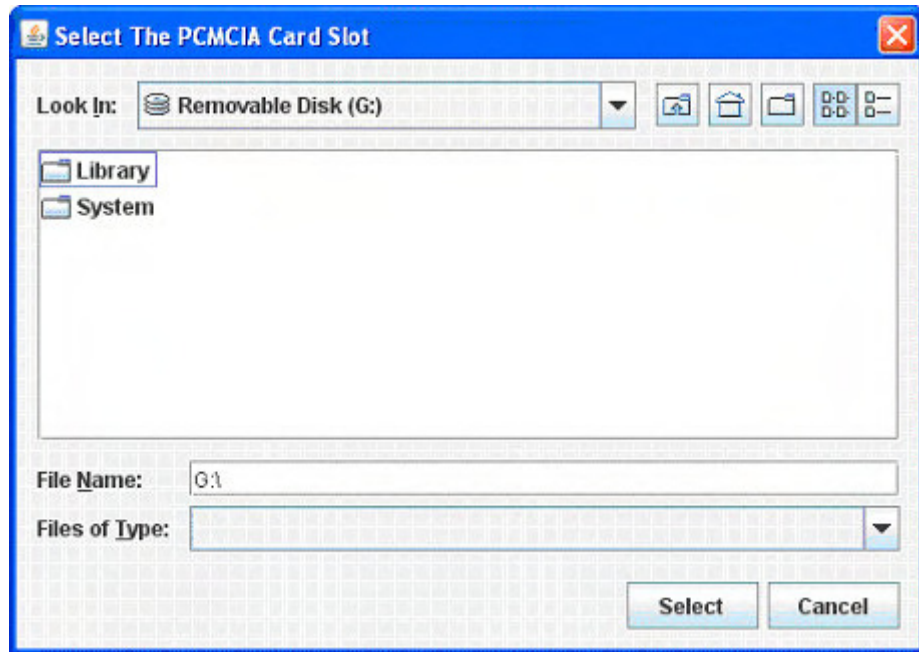 Select The PCMCIA Card Slot
Look In: Removable Disk (G:)
Library
System
File Name: G:\
Files of Type:
Select Cancel